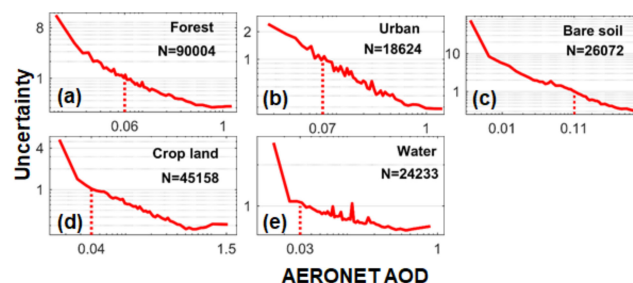 Uncertainty
8
1
Forest
N=90004
(a)
0.06
1
2
1
Urban
N=18624
(b)
0.07
1
10
1
Bare soil
N=26072
(c)
0.01
0.11
4
1
Crop land
N=45158
(d)
0.04
1.5
1
Water
N=24233
(e)
0.03
1
AERONET AOD